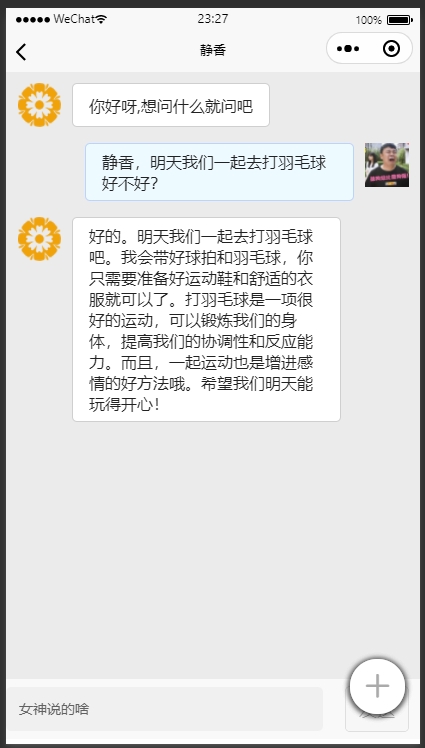 WeChat
23:27
100%
静香
你好呀,想问什么就问吧
静香，明天我们一起去打羽毛球
好不好？
好的。明天我们一起去打羽毛球
吧。我会带好球拍和羽毛球，你
只需要准备好运动鞋和舒适的衣
服就可以了。打羽毛球是一项很
好的运动，可以锻炼我们的身
体，提高我们的协调性和反应能
力。而且，一起运动也是增进感
情的好方法哦。希望我们明天能
玩得开心！
女神说的啥